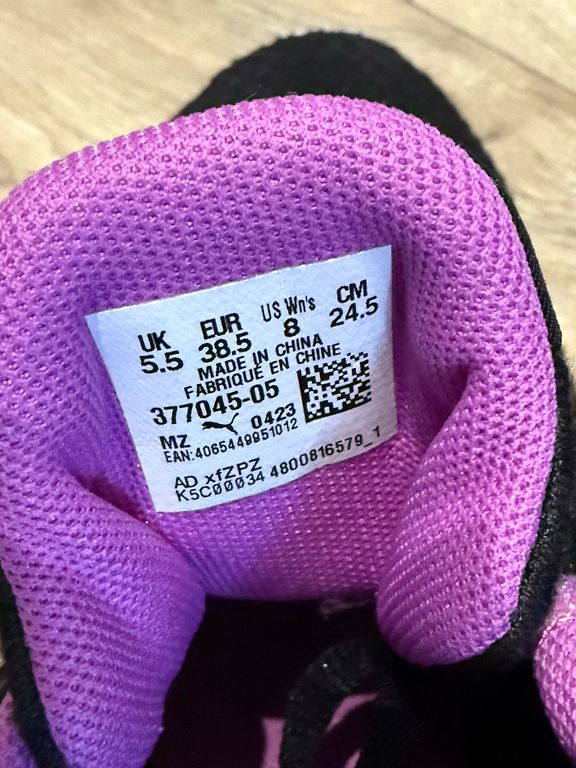 UK EUR US Wn's CM
5.5 38.5 8 24.5
MADE IN CHINA
FABRIQUE EN CHINE
377045-05
MZ 0423
EAN:4065449951012
AD xfZPZ
K5C00034 4800816579_1